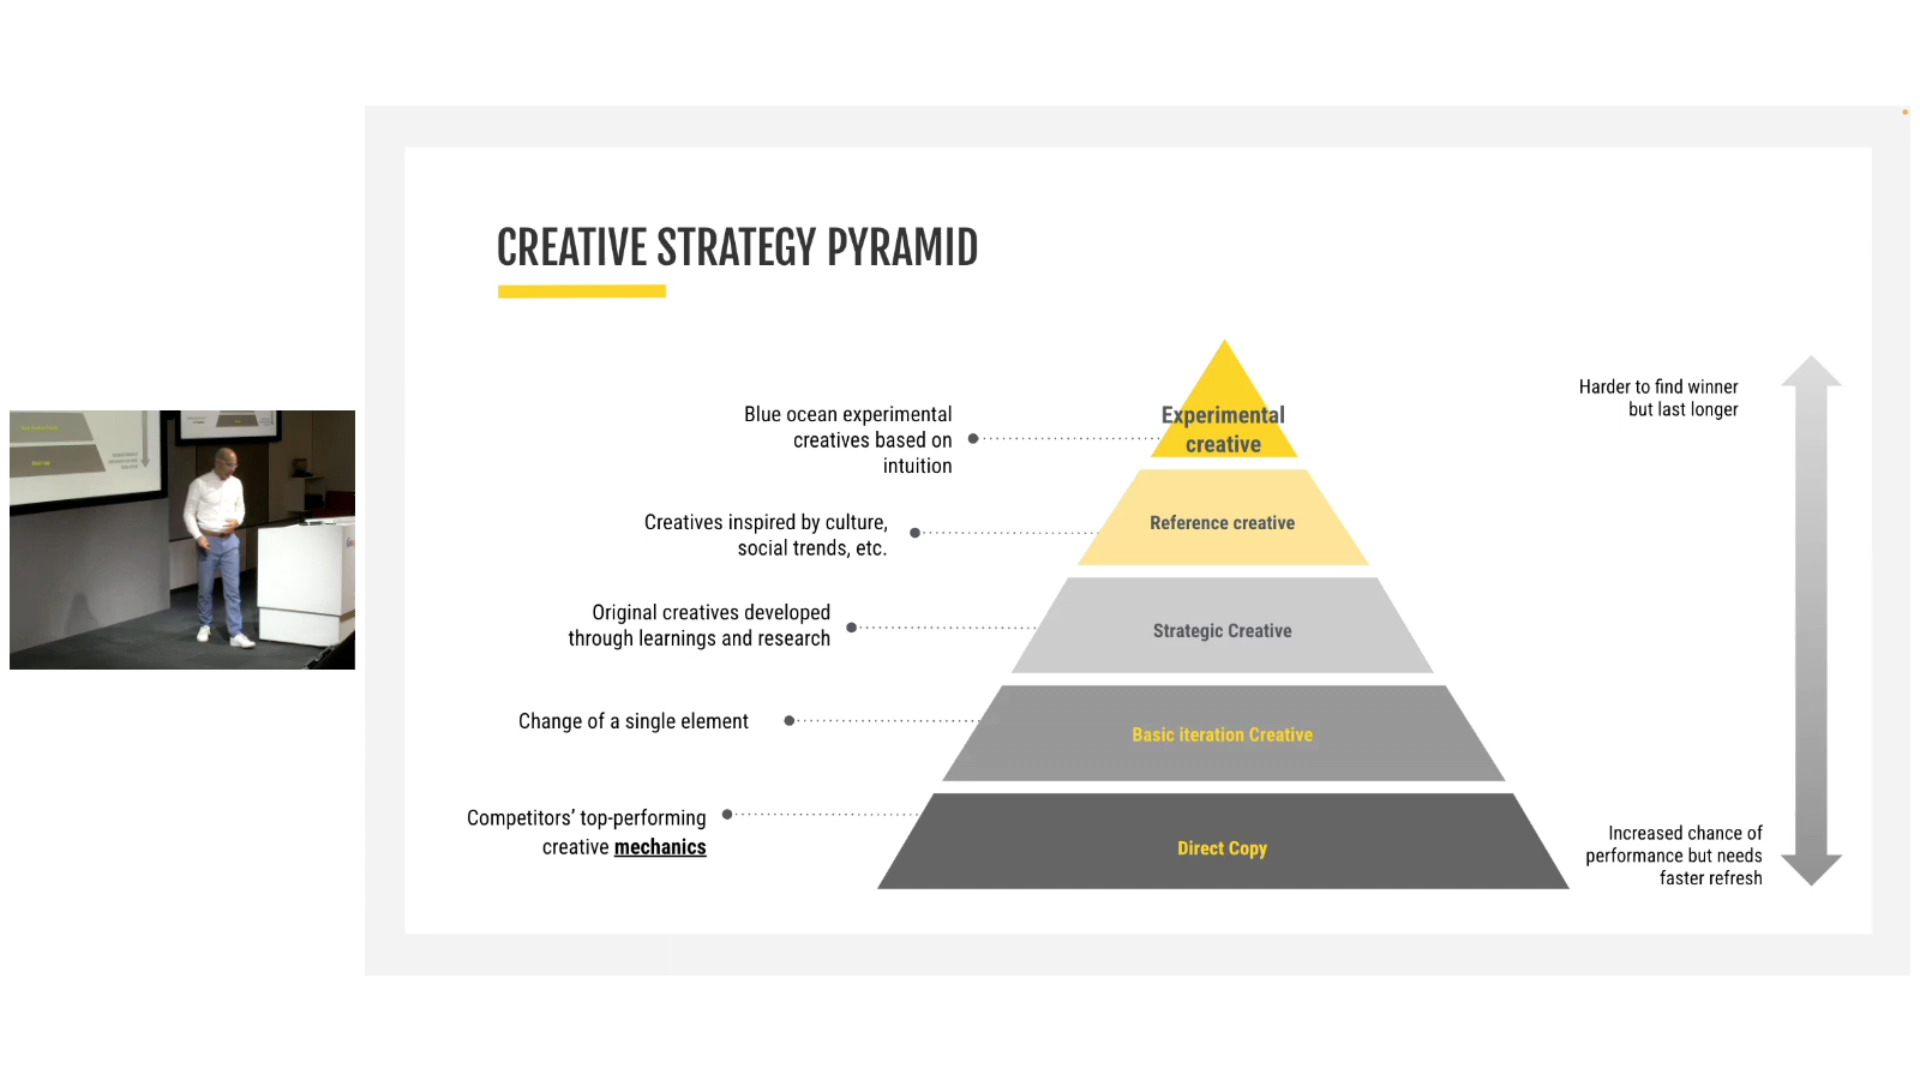 CREATIVE STRATEGY PYRAMID
Blue ocean experimental
creatives based on
intuition
Experimental
creative
Harder to find winner
but last longer
Creatives inspired by culture,
social trends, etc.
Reference creative
Original creatives developed
through learnings and research
Strategic Creative
Change of a single element
Basic iteration Creative
Competitors’ top-performing
creative mechanics
Direct Copy
Increased chance of
performance but needs
faster refresh